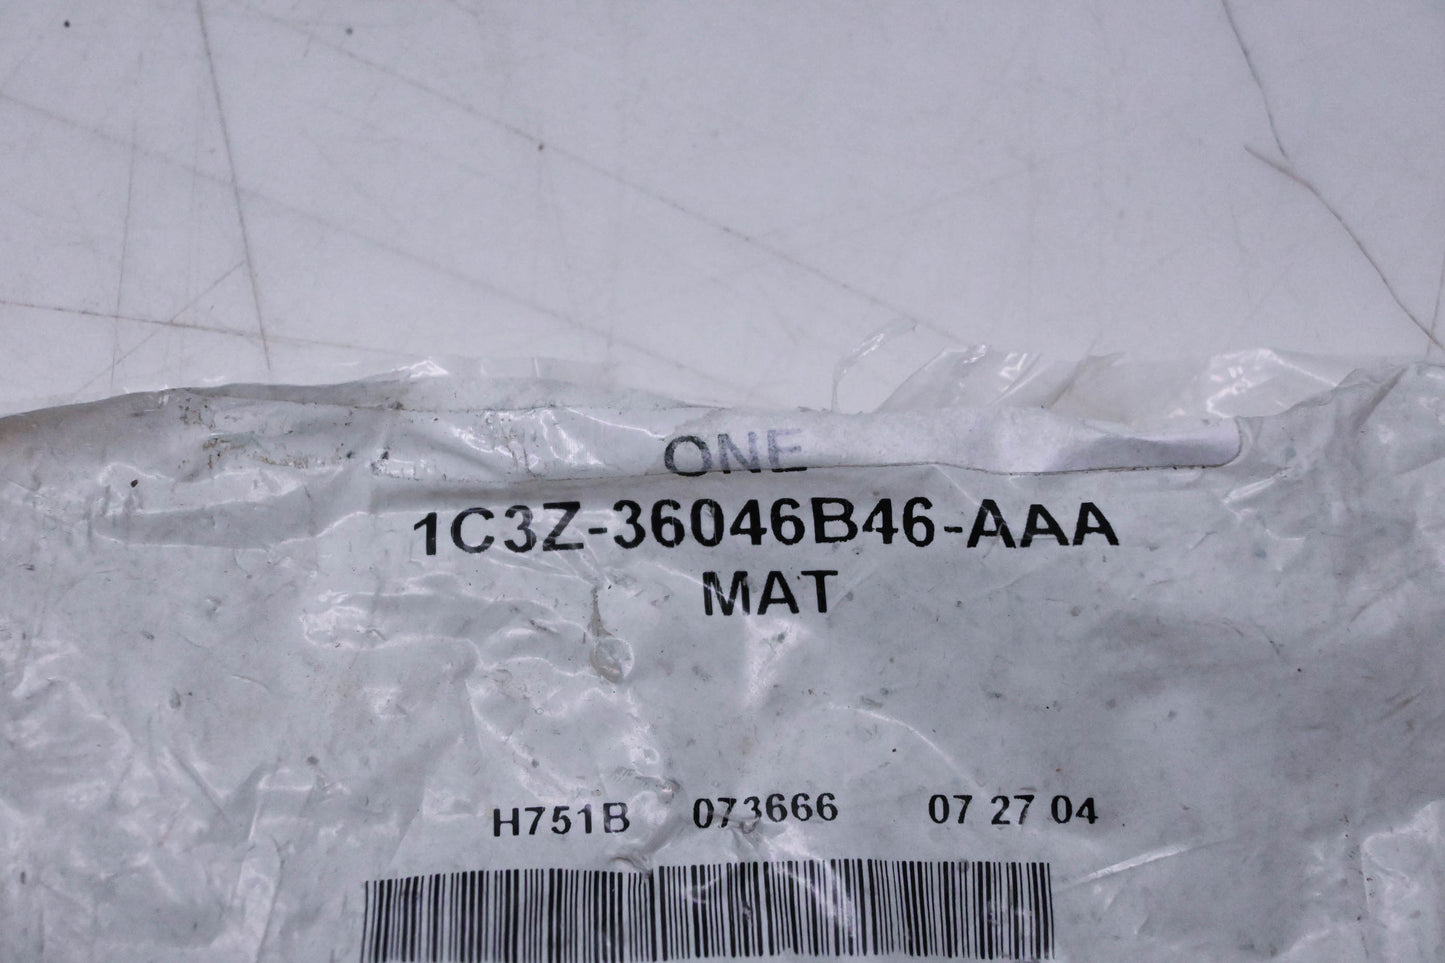 ONE
1C3Z-36046B46-AAA
MAT
H751B 073666 07 27 04